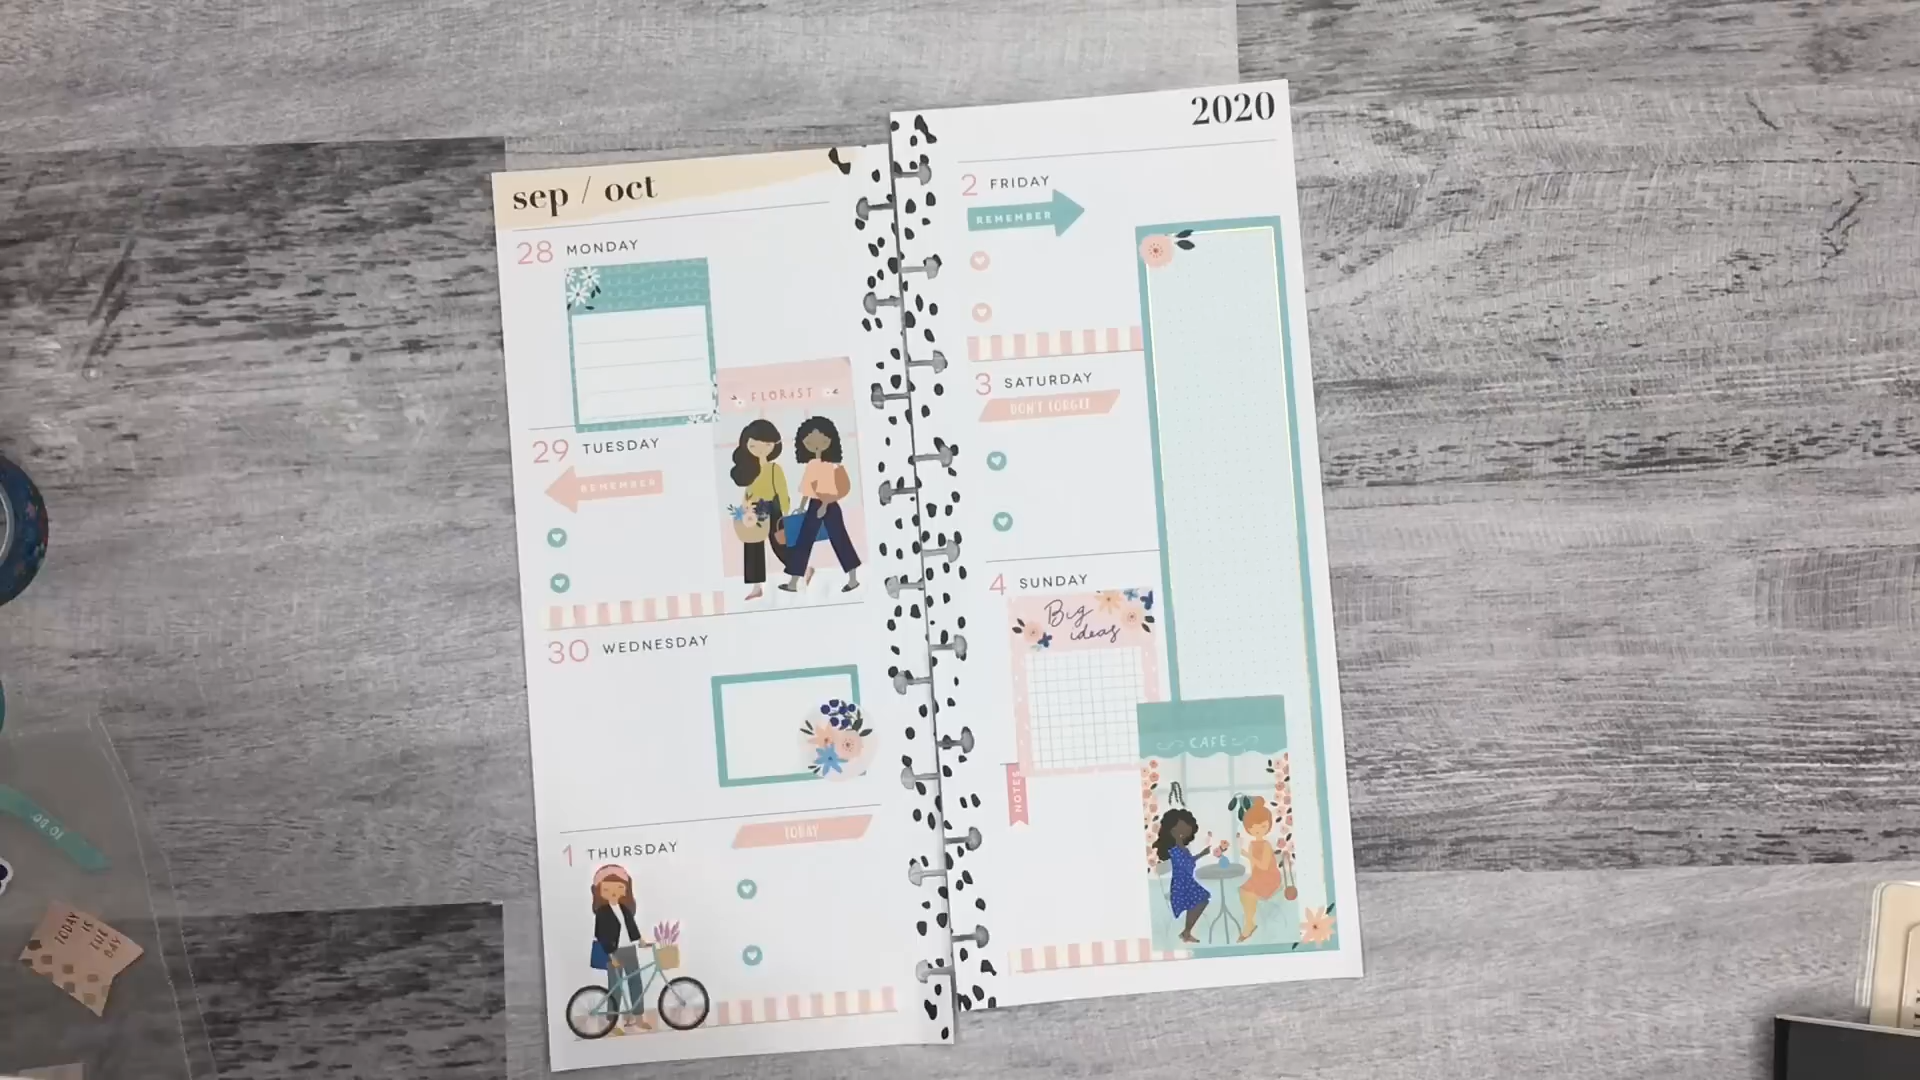 sep / oct
28 MONDAY
FLORIST
29 TUESDAY
REMEMBER
30 WEDNESDAY
TODAY
1 THURSDAY
2020
2 FRIDAY
REMEMBER
3 SATURDAY
DON'T FORGET
4 SUNDAY
Big
ideas
NOTES
CAFE
TO DO
TODAY
IS
THE
DAY